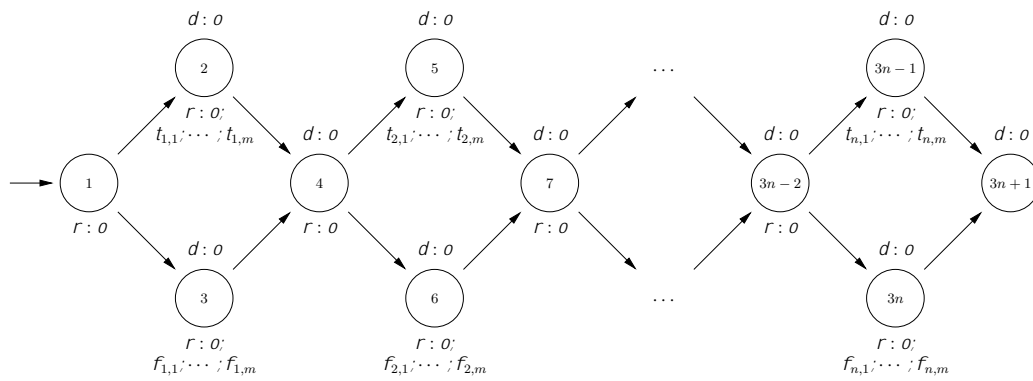 d : o d : o d : o
2 5 ⋯ 3n − 1
r : o; r : o; r : o;
t1,1; ⋯ ; t1,m d : o t2,1; ⋯ ; t2,m d : o d : o tn,1; ⋯ ; tn,m d : o
1 4 7 3n − 2 3n + 1
r : o r : o r : o r : o
d : o d : o d : o
3 6 ⋯ 3n
r : o; r : o; r : o;
f1,1; ⋯ ; f1,m f2,1; ⋯ ; f2,m fn,1; ⋯ ; fn,m